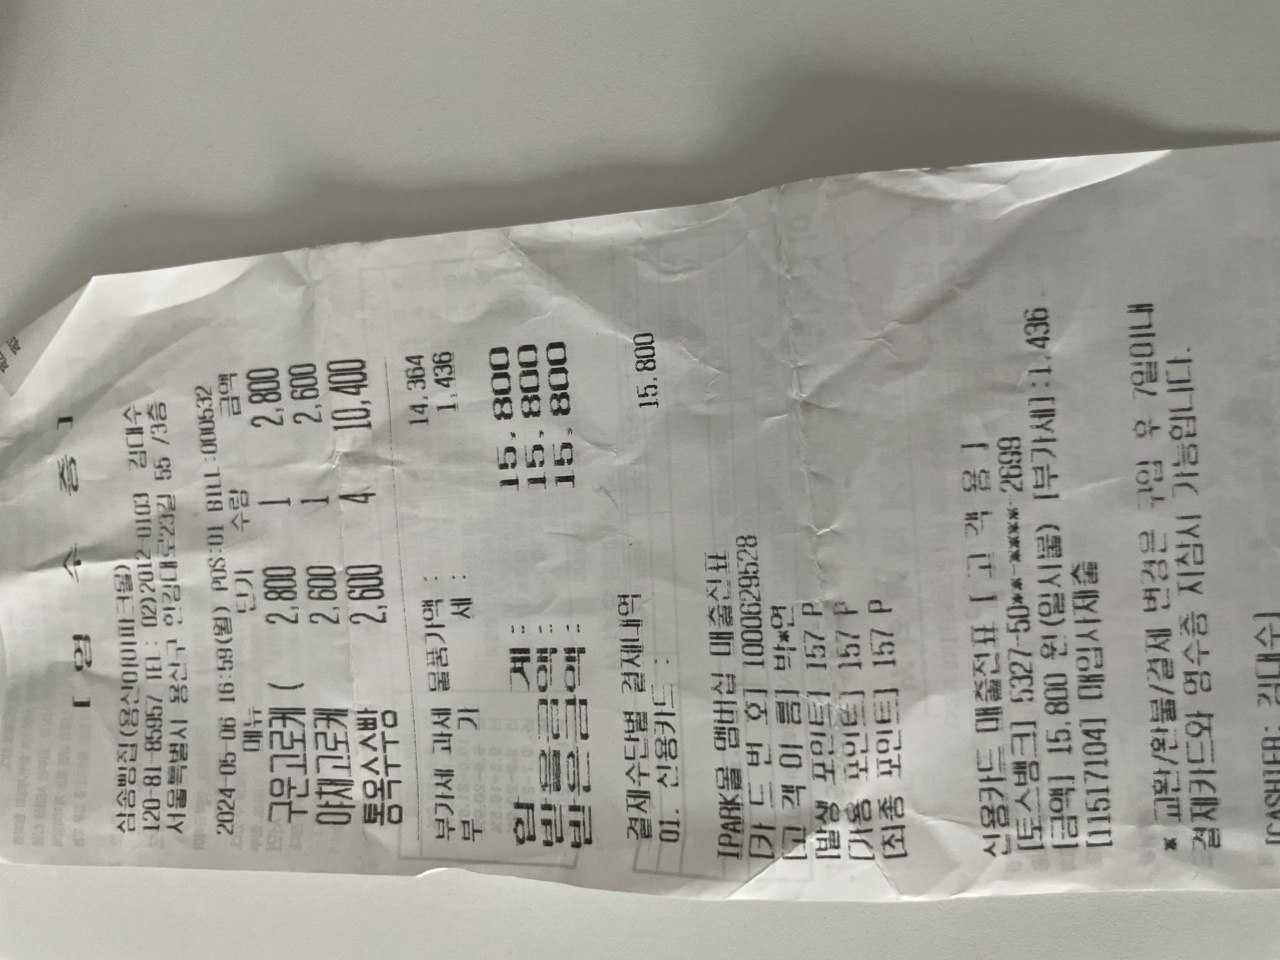 [ 영 수 증 ]
삼송빵집(용산아이파크몰)
120-81-85957 TEL: 02)2012-0103 김대수
서울특별시 용산구 한강대로23길 55 /3층
2024-05-06 16:59(월) POS:01 BILL:000532
메뉴 단가 수량 금액
구운고로케 ( 2,800 1 2,800
야채고로케 2,600 1 2,600
통옥수수빵 2,600 4 10,400
부가세 과세 물품가액 : 14,364
부 가 세 : 1,436
합 계: 15,800
받을금액: 15,800
받은금액: 15,800
결제수단별 결제내역
01. 신용카드 : 15,800
IPARK몰 멤버십 매출전표
[카 드 번 호] 1000629528
[고 객 이 름] 박*연
[발생 포인트] 157 P
[가용 포인트] 157 P
[최종 포인트] 157 P
신용카드 매출전표 [ 고 객 용 ]
[토스뱅크] 5327-50**-****-2699
[금액] 15,800 원(일시불) [부가세]:1,436
[11517104] 매입사제출
* 교환/환불/결제 변경은 구입 후 7일이내
결제카드와 영수증 지참시 가능합니다.
[CASHIER: 김대수]